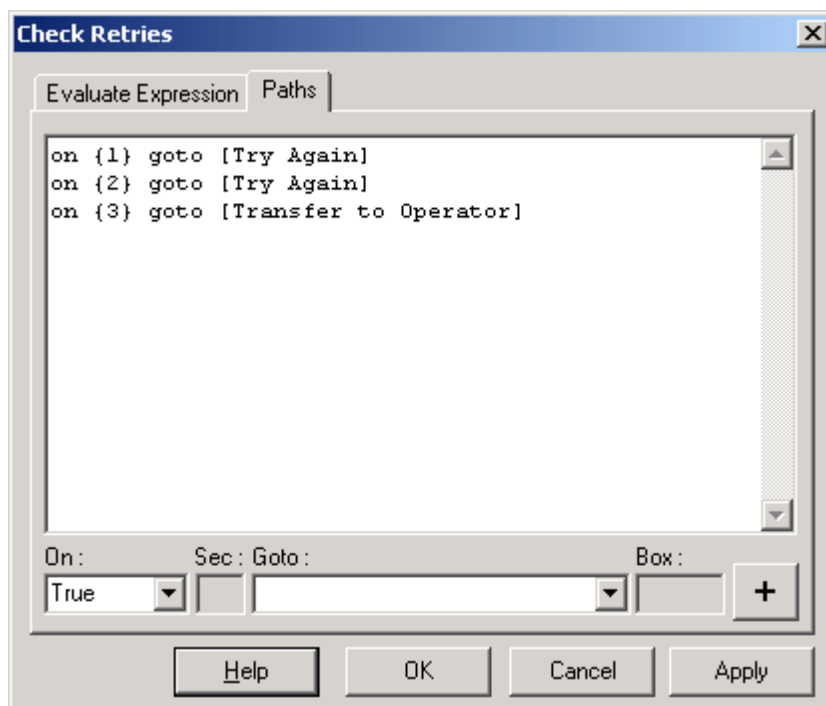 Check Retries
Evaluate Expression Paths
on {1} goto [Try Again]
on {2} goto [Try Again]
on {3} goto [Transfer to Operator]
On : Sec : Goto : Box :
True +
Help OK Cancel Apply